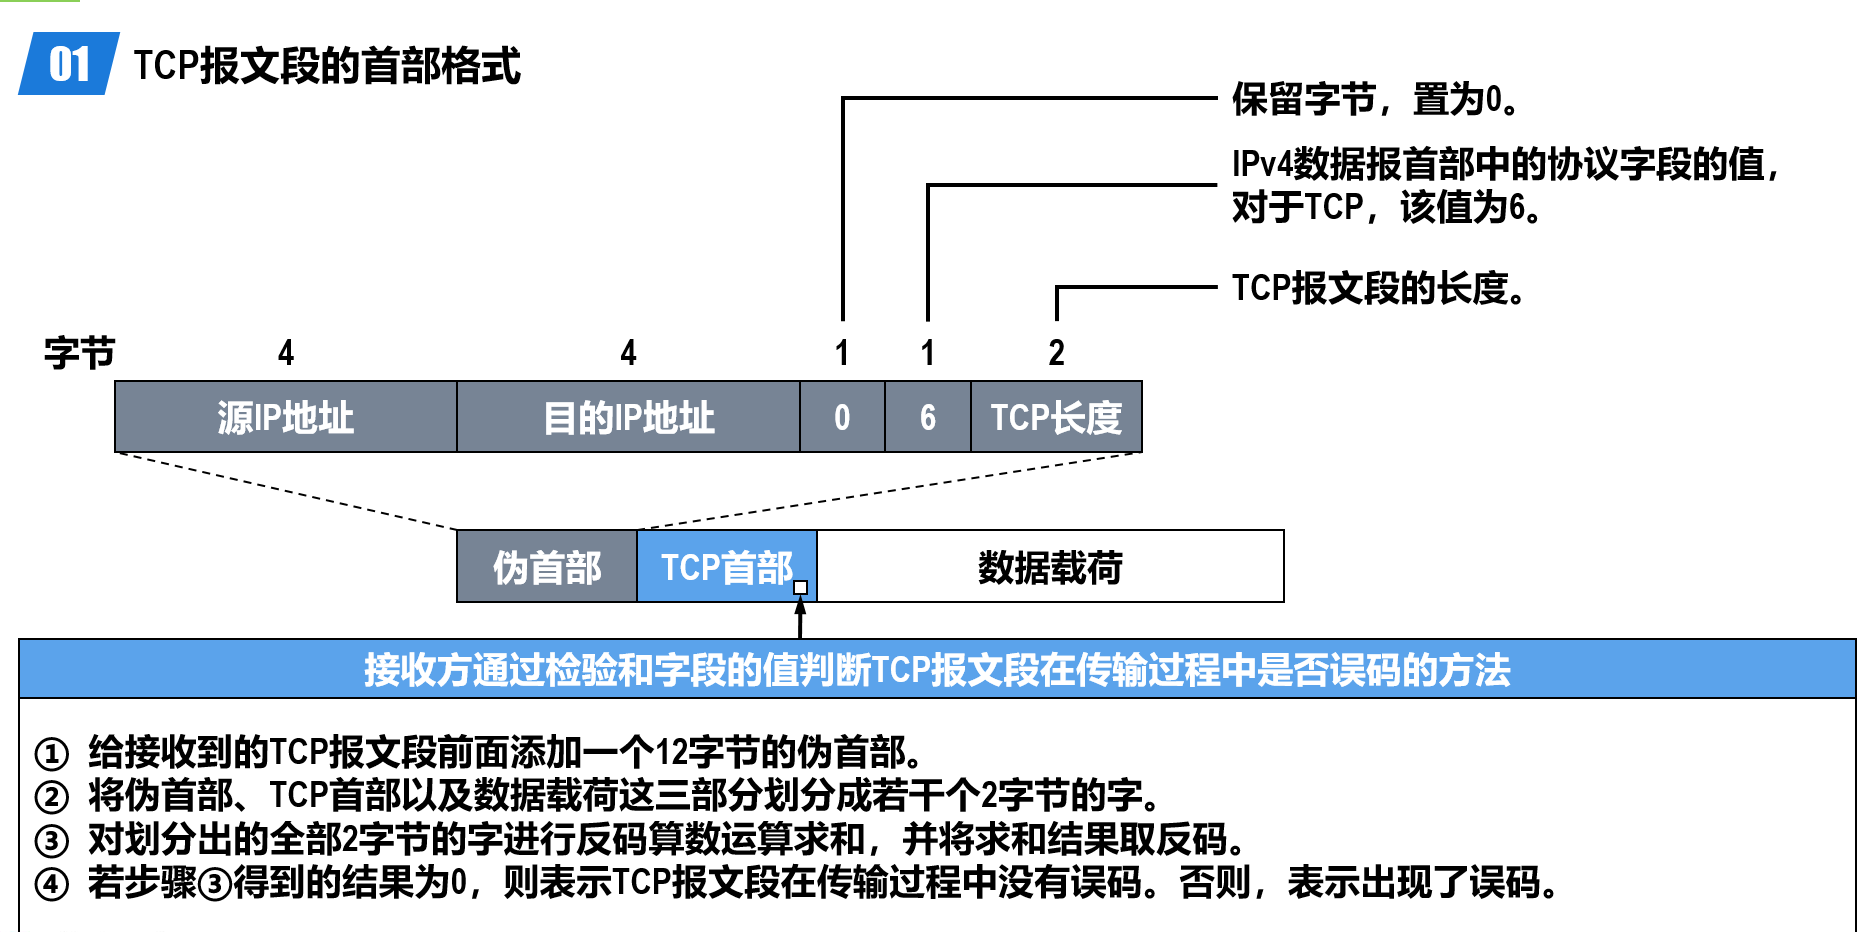 01 TCP报文段的首部格式
保留字节，置为0。
IPv4数据报首部中的协议字段的值，
对于TCP，该值为6。
TCP报文段的长度。
字节 4 4 1 1 2
源IP地址 目的IP地址 0 6 TCP长度
伪首部 TCP首部 数据载荷
接收方通过检验和字段的值判断TCP报文段在传输过程中是否误码的方法
① 给接收到的TCP报文段前面添加一个12字节的伪首部。
② 将伪首部、TCP首部以及数据载荷这三部分划分成若干个2字节的字。
③ 对划分出的全部2字节的字进行反码算数运算求和，并将求和结果取反码。
④ 若步骤③得到的结果为0，则表示TCP报文段在传输过程中没有误码。否则，表示出现了误码。